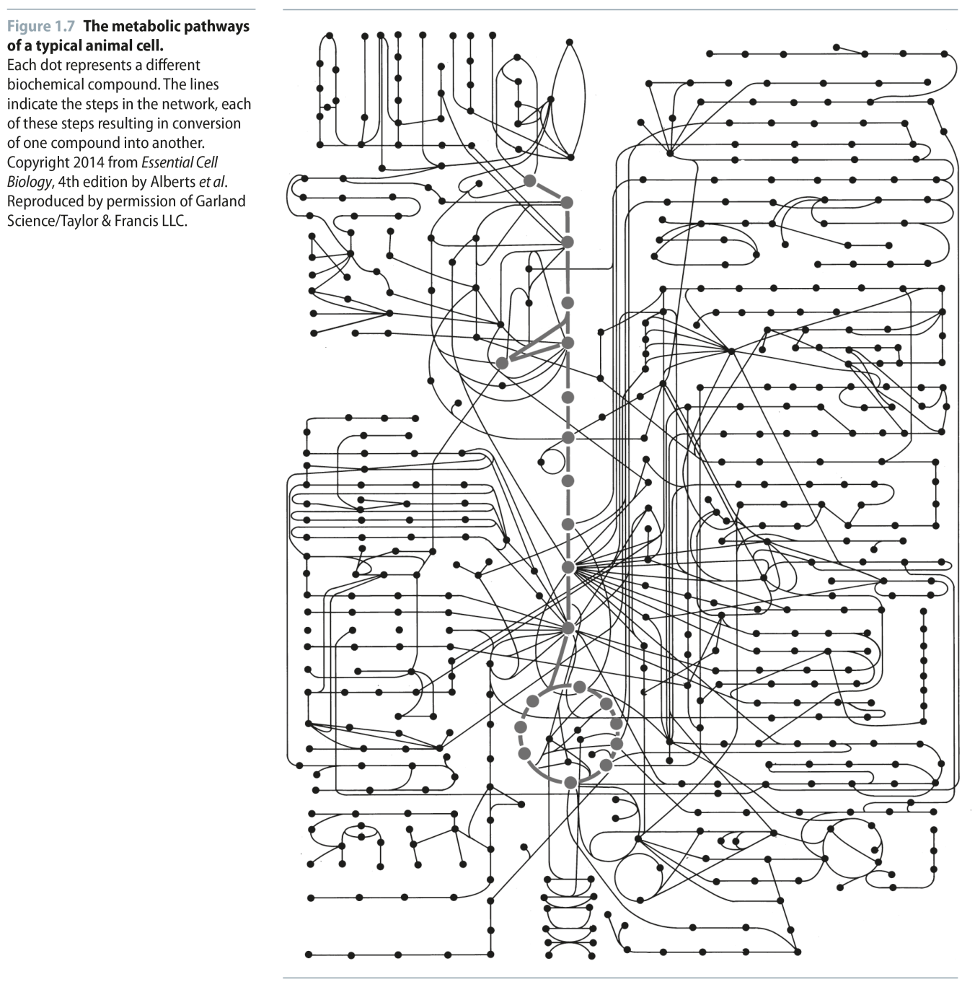 Figure 1.7 The metabolic pathways
of a typical animal cell.
Each dot represents a different
biochemical compound. The lines
indicate the steps in the network, each
of these steps resulting in conversion
of one compound into another.
Copyright 2014 from Essential Cell
Biology, 4th edition by Alberts et al.
Reproduced by permission of Garland
Science/Taylor & Francis LLC.